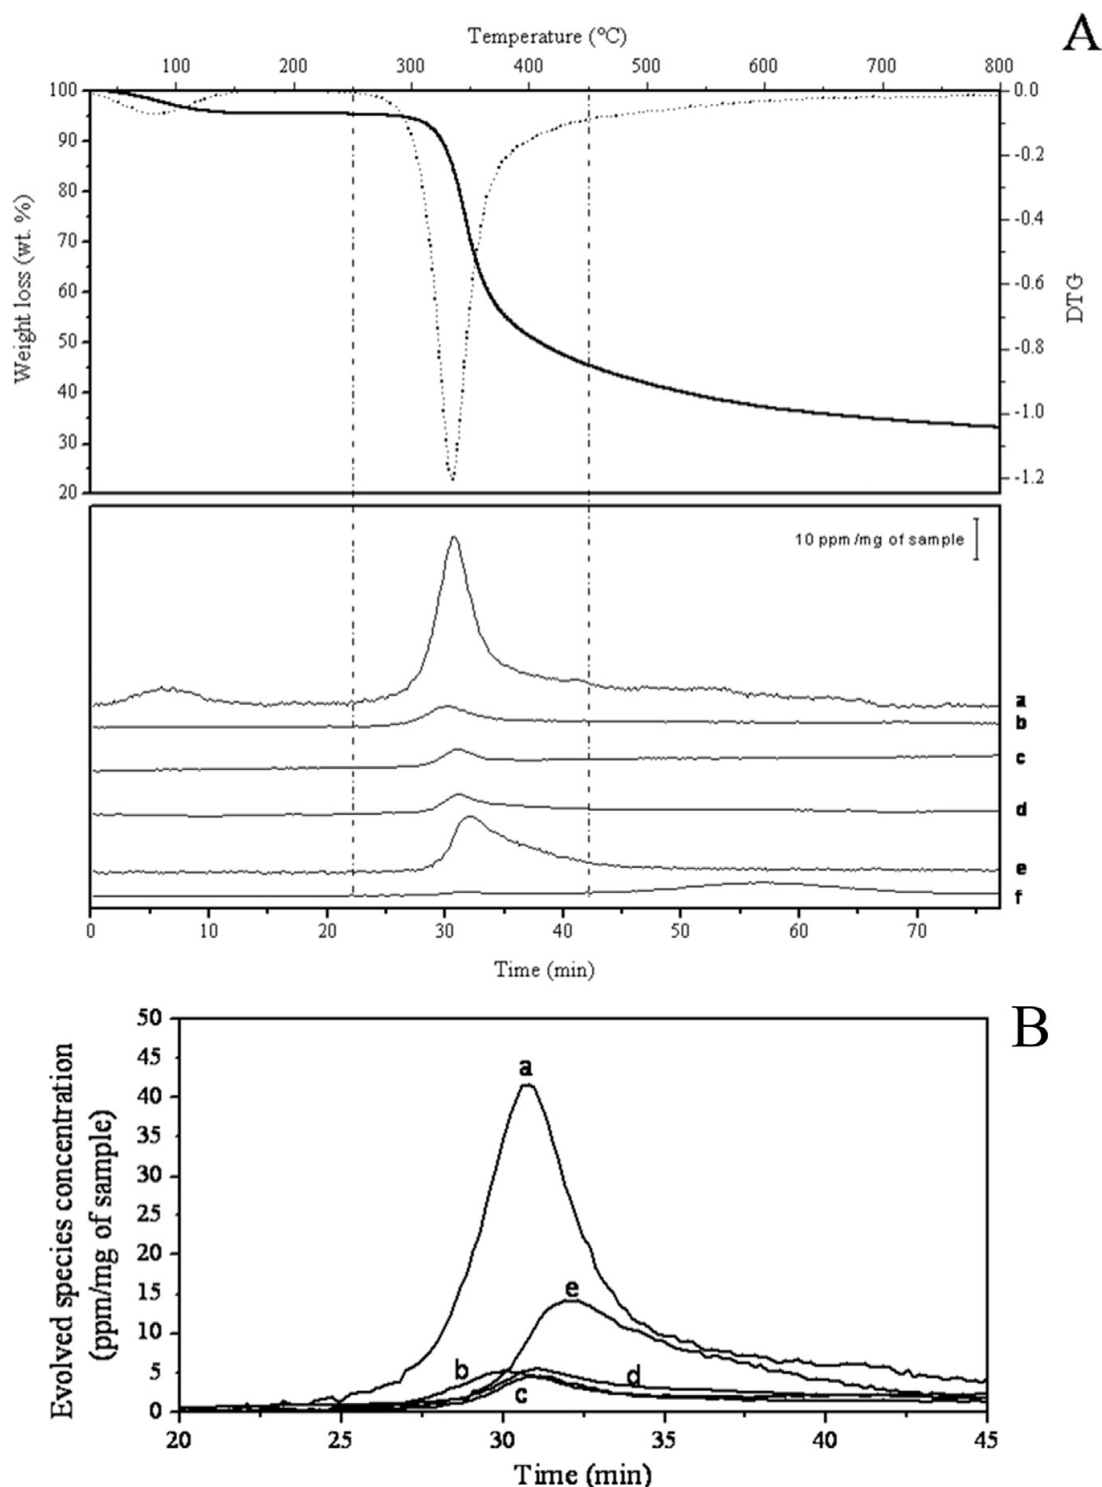 A
Temperature (°C)
100 200 300 400 500 600 700 800
100 0.0
90
-0.2
80
70 -0.4
60 -0.6
50 -0.8
40
-1.0
30
-1.2
20
Weight loss (wt. %)
DTG
10 ppm/mg of sample
a
b
c
d
e
f
0 10 20 30 40 50 60 70
Time (min)
B
50
45
40
35
30
25
20
15
10
5
0
Evolved species concentration
(ppm/mg of sample)
a
e
b
d
c
20 25 30 35 40 45
Time (min)